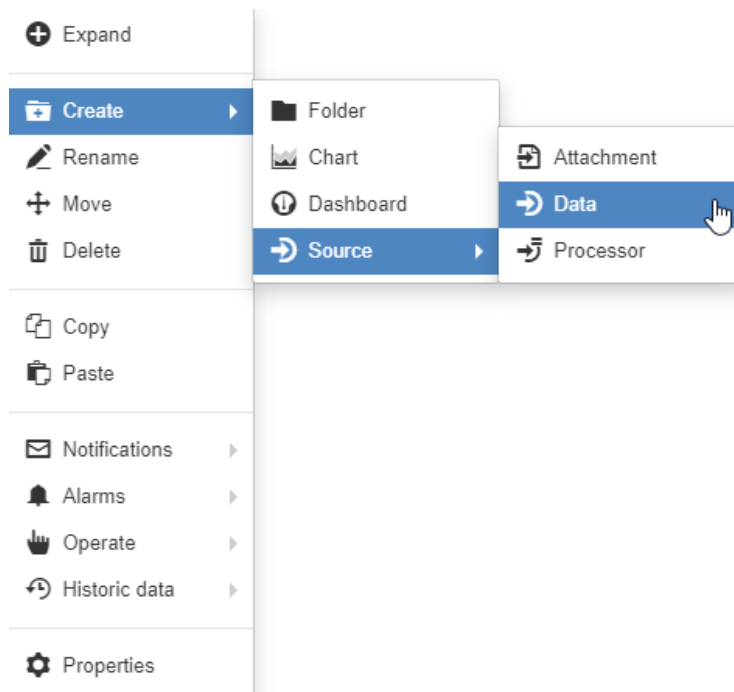 Expand
Create
Rename
Move
Delete
Copy
Paste
Notifications
Alarms
Operate
Historic data
Properties
Folder
Chart
Dashboard
Source
Attachment
Data
Processor